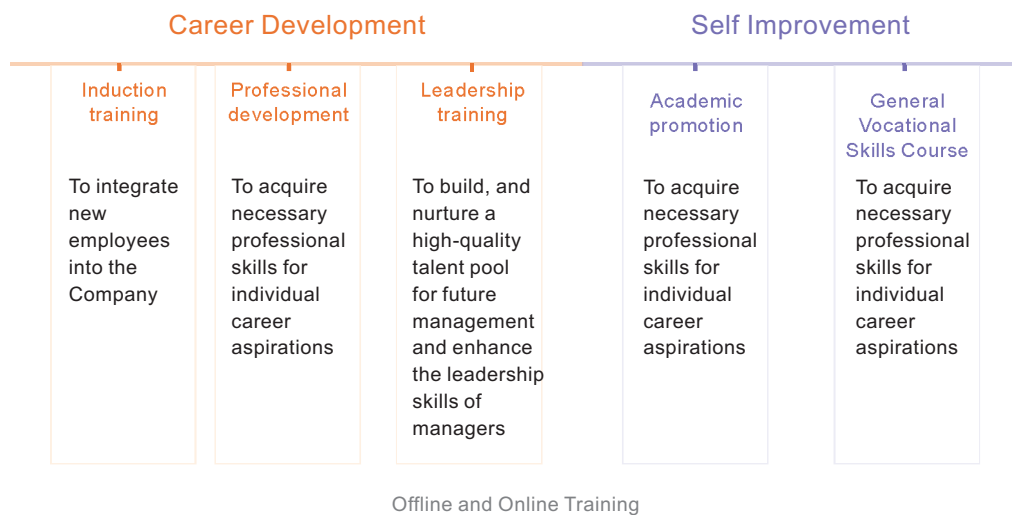 Career Development
Induction
training
To integrate
new
employees
into the
Company
Professional
development
To acquire
necessary
professional
skills for
individual
career
aspirations
Leadership
training
To build, and
nurture a
high-quality
talent pool
for future
management
and enhance
the leadership
skills of
managers
Self Improvement
Academic
promotion
To acquire
necessary
professional
skills for
individual
career
aspirations
General
Vocational
Skills Course
To acquire
necessary
professional
skills for
individual
career
aspirations
Offline and Online Training